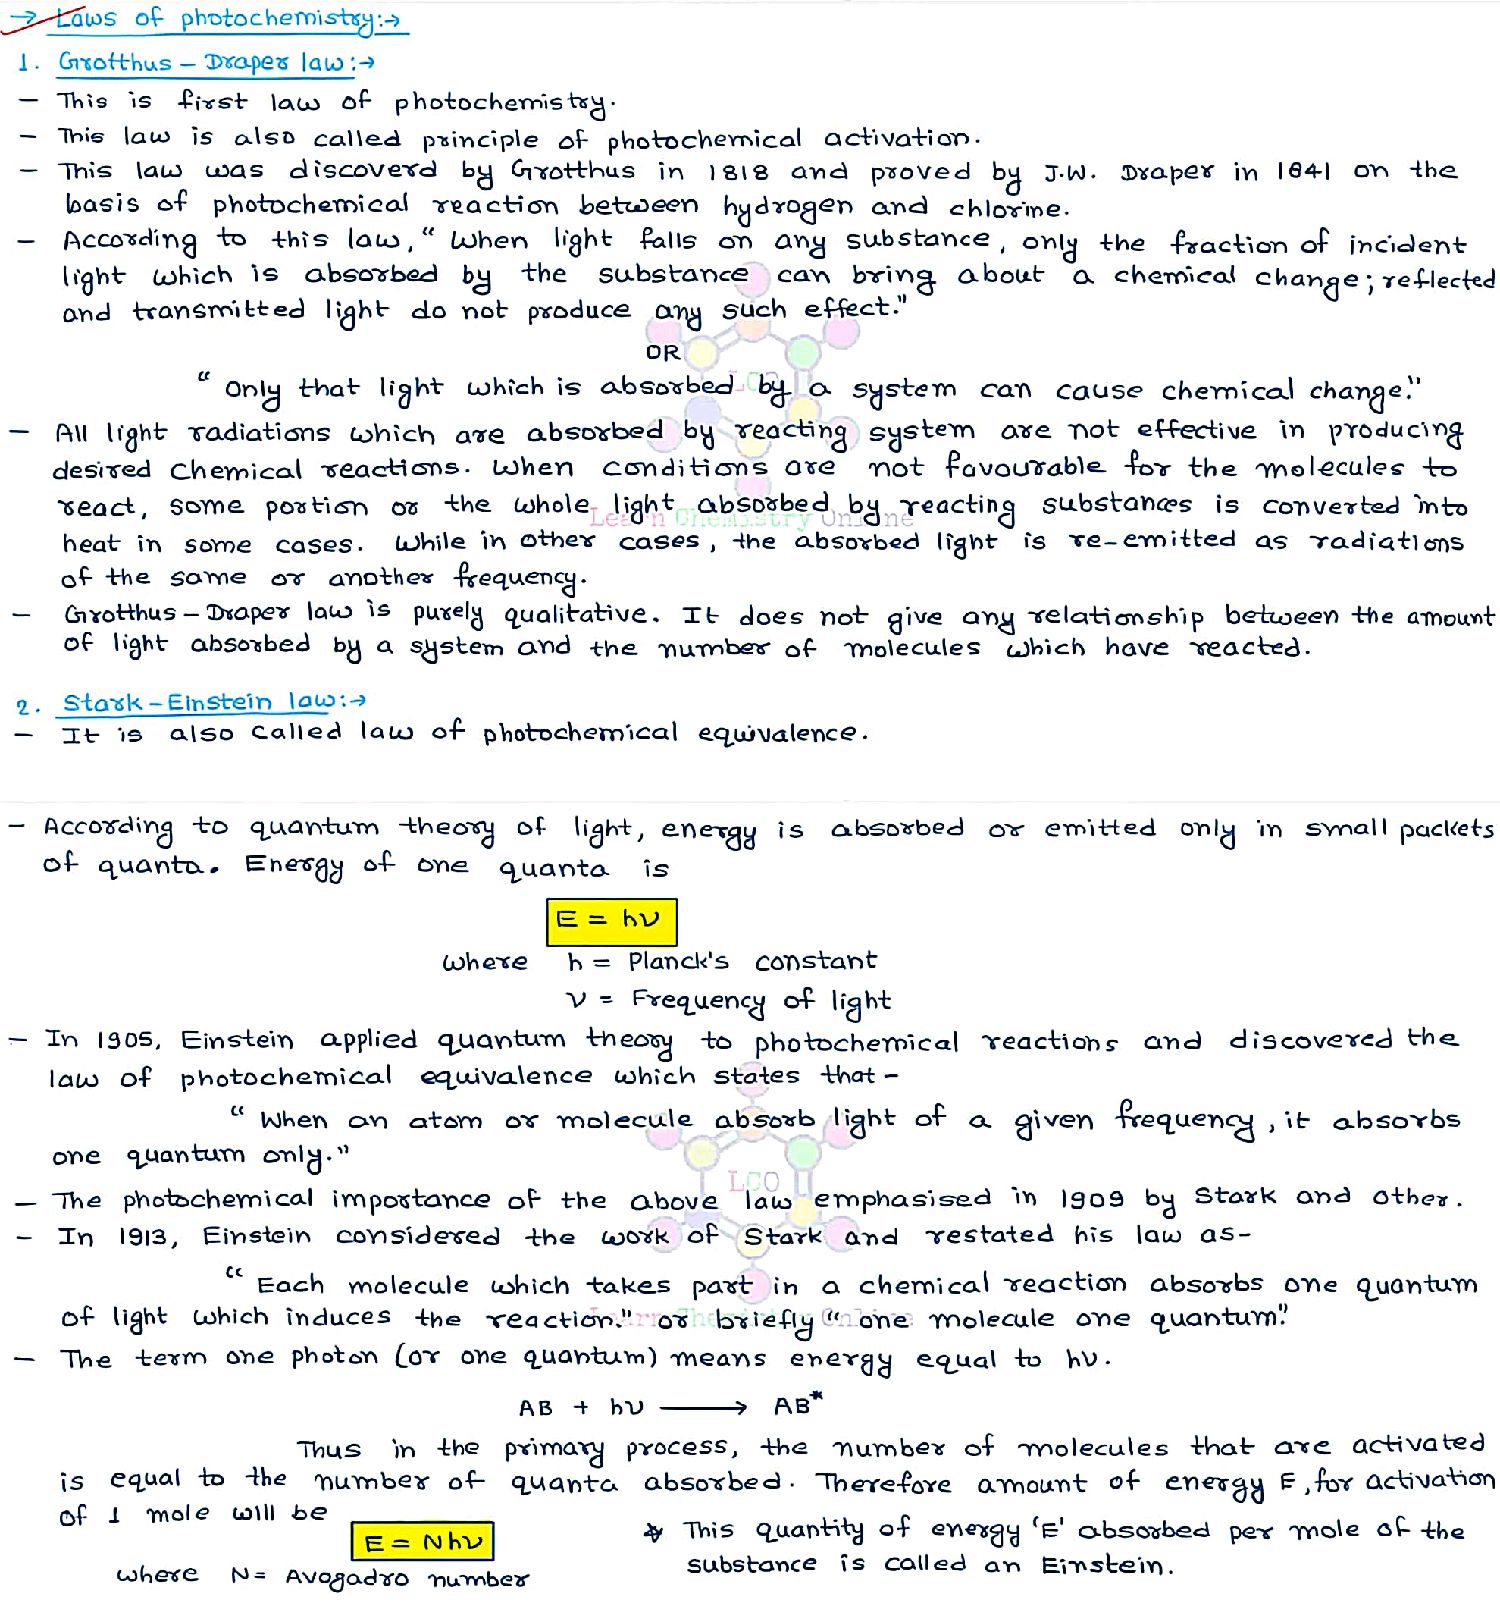 → Laws of photochemistry:→
1. Grotthus – Draper law:→
– This is first law of photochemistry.
– This law is also called principle of photochemical activation.
– This law was discoverd by Grotthus in 1818 and proved by J.W. Draper in 1841 on the
basis of photochemical reaction between hydrogen and chlorine.
– According to this law, “ When light falls on any substance, only the fraction of incident
light which is absorbed by the substance can bring about a chemical change; reflected
and transmitted light do not produce any such effect."
OR
“ Only that light which is absorbed by a system can cause chemical change."
LCO
– All light radiations which are absorbed by reacting system are not effective in producing
desired Chemical reactions. When conditions are not favourable for the molecules to
react, some portion or the whole light absorbed by reacting substances is converted into
Learn Chemistry Online
heat in some cases. While in other cases, the absorbed light is re-emitted as radiations
of the same or another frequency.
– Grotthus – Draper law is purely qualitative. It does not give any relationship between the amount
of light absorbed by a system and the number of molecules which have reacted.
2. Stark – Einstein law:→
– It is also called law of photochemical equivalence.
– According to quantum theory of light, energy is absorbed or emitted only in small packets
of quanta. Energy of one quanta is
E = hν
where h = Planck's constant
ν = Frequency of light
– In 1905, Einstein applied quantum theory to photochemical reactions and discovered the
law of photochemical equivalence which states that –
“ When an atom or molecule absorb light of a given frequency, it absorbs
one quantum only.”
LCO
– The photochemical importance of the above law emphasised in 1909 by Stark and other.
– In 1913, Einstein considered the work of Stark and restated his law as-
“ Each molecule which takes part in a chemical reaction absorbs one quantum
of light which induces the reaction." or briefly “ one molecule one quantum."
Learn Chemistry Online
– The term one photon (or one quantum) means energy equal to hν.
AB + hν ⟶ AB*
Thus in the primary process, the number of molecules that are activated
is equal to the number of quanta absorbed. Therefore amount of energy E, for activation
of 1 mole will be
E = Nhν
where N = Avogadro number
* This quantity of energy ‘E' absorbed per mole of the
substance is called an Einstein.